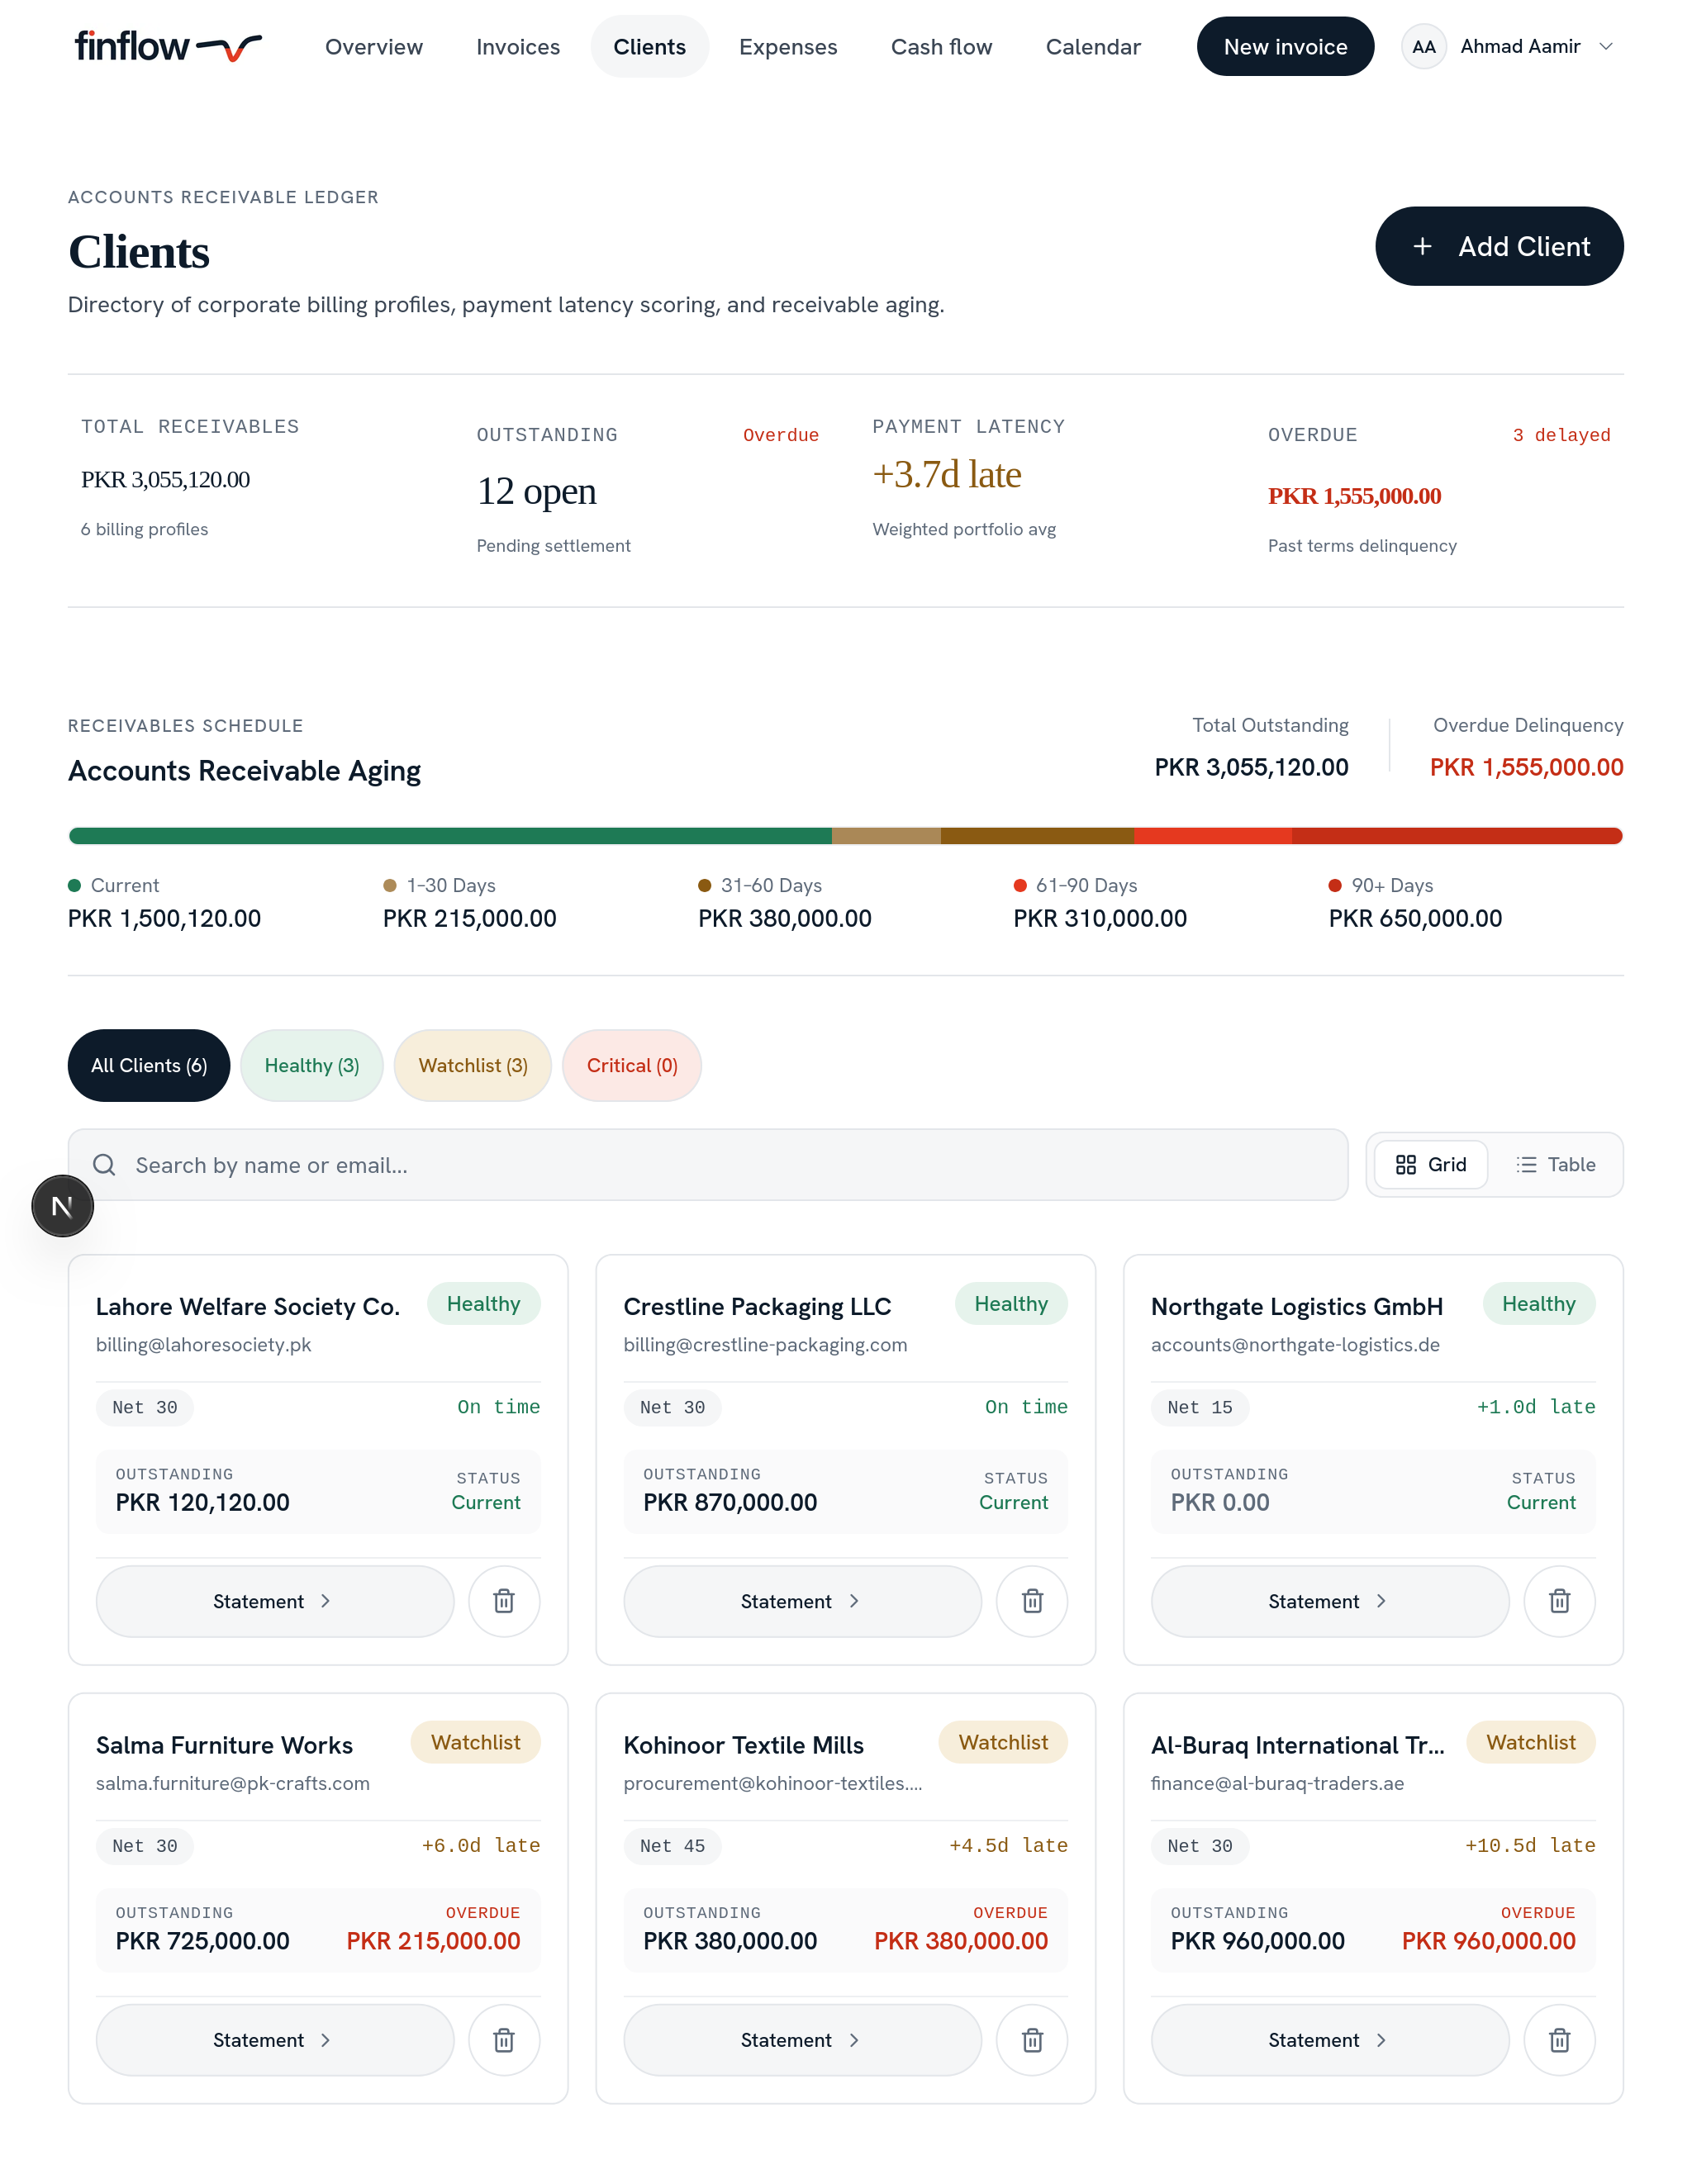 finflow
Overview
Invoices
Clients
Expenses
Cash flow
Calendar
New invoice
AA
Ahmad Aamir
ACCOUNTS RECEIVABLE LEDGER
Clients
Directory of corporate billing profiles, payment latency scoring, and receivable aging.
+ Add Client
TOTAL RECEIVABLES
PKR 3,055,120.00
6 billing profiles
OUTSTANDING
Overdue
12 open
Pending settlement
PAYMENT LATENCY
+3.7d late
Weighted portfolio avg
OVERDUE
3 delayed
PKR 1,555,000.00
Past terms delinquency
RECEIVABLES SCHEDULE
Accounts Receivable Aging
Total Outstanding
PKR 3,055,120.00
Overdue Delinquency
PKR 1,555,000.00
Current
PKR 1,500,120.00
1–30 Days
PKR 215,000.00
31–60 Days
PKR 380,000.00
61–90 Days
PKR 310,000.00
90+ Days
PKR 650,000.00
All Clients (6)
Healthy (3)
Watchlist (3)
Critical (0)
Search by name or email...
Grid
Table
N
Lahore Welfare Society Co.
Healthy
billing@lahoresociety.pk
Net 30
On time
OUTSTANDING
PKR 120,120.00
STATUS
Current
Statement
Crestline Packaging LLC
Healthy
billing@crestline-packaging.com
Net 30
On time
OUTSTANDING
PKR 870,000.00
STATUS
Current
Statement
Northgate Logistics GmbH
Healthy
accounts@northgate-logistics.de
Net 15
+1.0d late
OUTSTANDING
PKR 0.00
STATUS
Current
Statement
Salma Furniture Works
Watchlist
salma.furniture@pk-crafts.com
Net 30
+6.0d late
OUTSTANDING
PKR 725,000.00
OVERDUE
PKR 215,000.00
Statement
Kohinoor Textile Mills
Watchlist
procurement@kohinoor-textiles....
Net 45
+4.5d late
OUTSTANDING
PKR 380,000.00
OVERDUE
PKR 380,000.00
Statement
Al-Buraq International Tr...
Watchlist
finance@al-buraq-traders.ae
Net 30
+10.5d late
OUTSTANDING
PKR 960,000.00
OVERDUE
PKR 960,000.00
Statement